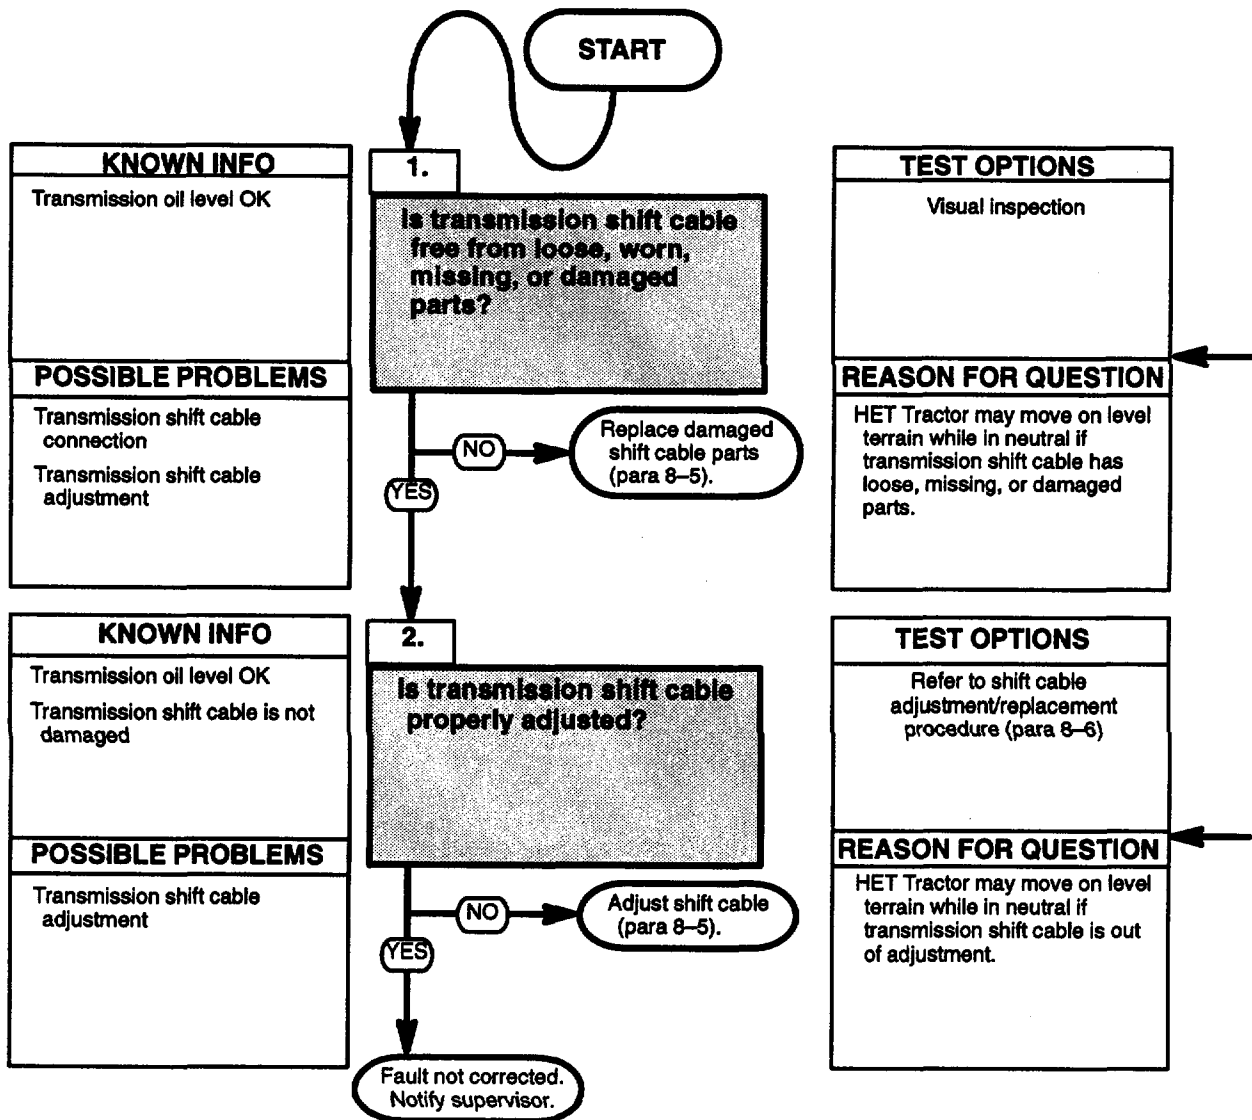 START
KNOWN INFO
Transmission oil level OK
POSSIBLE PROBLEMS
Transmission shift cable
connection
Transmission shift cable
adjustment
1.
Is transmission shift cable
free from loose, worn,
missing, or damaged
parts?
NO
Replace damaged
shift cable parts
(para 8–5).
YES
TEST OPTIONS
Visual inspection
REASON FOR QUESTION
HET Tractor may move on level
terrain while in neutral if
transmission shift cable has
loose, missing, or damaged
parts.
KNOWN INFO
Transmission oil level OK
Transmission shift cable is not
damaged
POSSIBLE PROBLEMS
Transmission shift cable
adjustment
2.
Is transmission shift cable
properly adjusted?
NO
Adjust shift cable
(para 8–5).
YES
Fault not corrected.
Notify supervisor.
TEST OPTIONS
Refer to shift cable
adjustment/replacement
procedure (para 8–6)
REASON FOR QUESTION
HET Tractor may move on level
terrain while in neutral if
transmission shift cable is out
of adjustment.